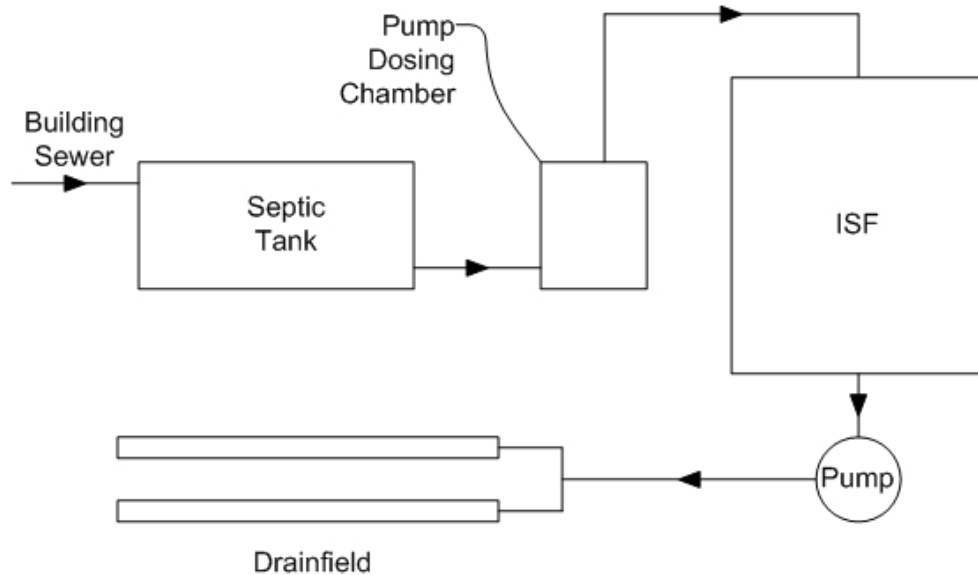 Pump
Dosing
Chamber
Building
Sewer
Septic
Tank
ISF
Pump
Drainfield